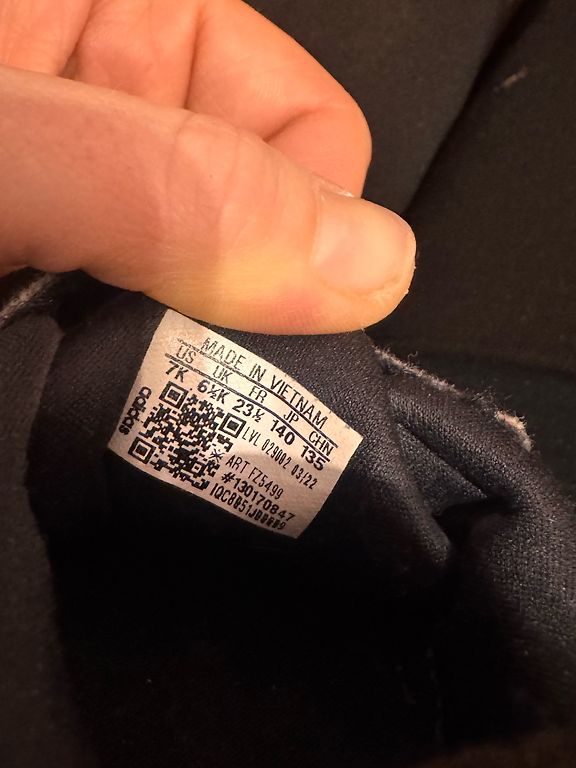 MADE IN VIETNAM
US UK FR JP CHN
7K 6½K 23½ 140 135
LVL 029002 03/22
ART FZ5499
#130170847